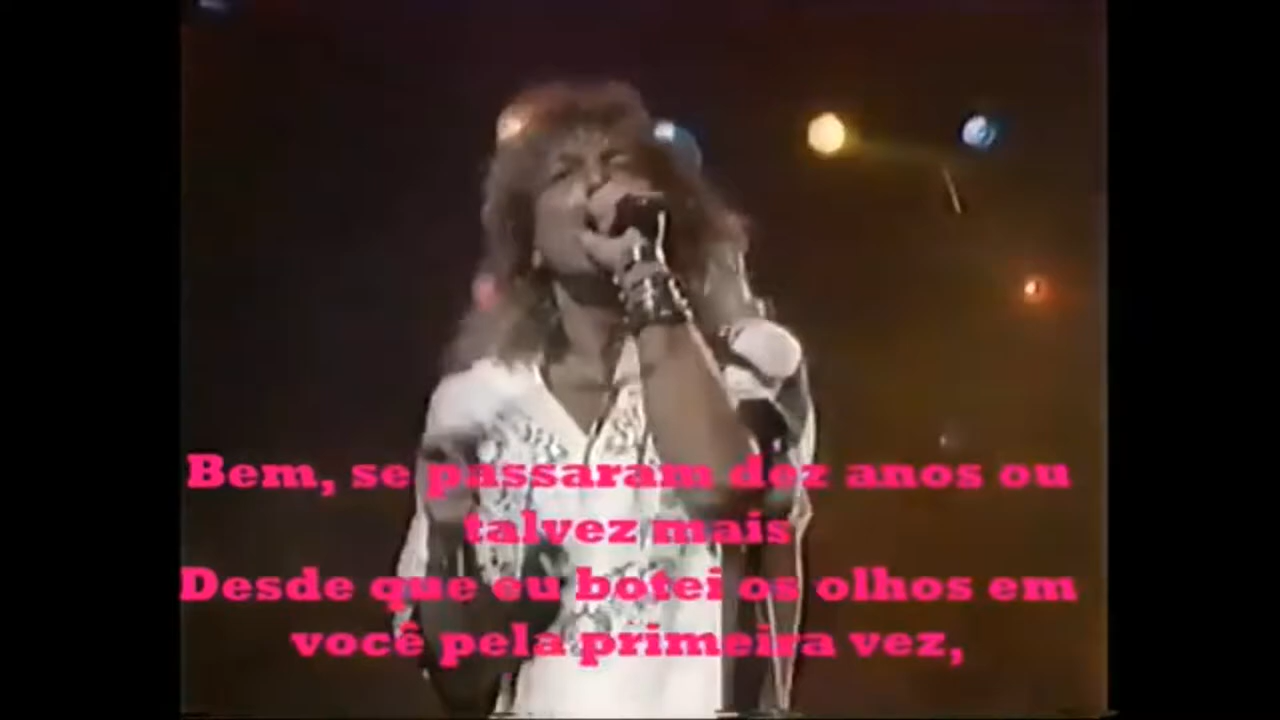 Bem, se passaram dez anos ou
talvez mais
Desde que eu botei os olhos em
você pela primeira vez,